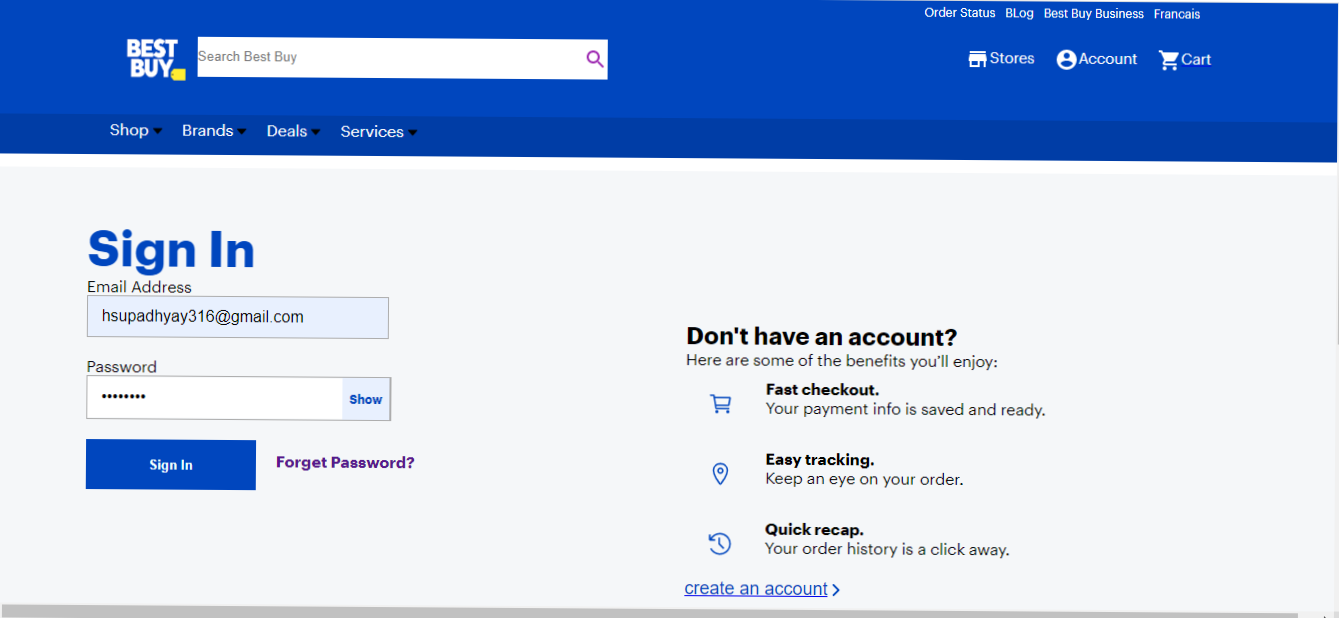 Order Status BLog Best Buy Business Francais
BEST
BUY
Search Best Buy
Stores Account Cart
Shop Brands Deals Services
Sign In
Email Address
hsupadhyay316@gmail.com
Password
••••••••
Show
Sign In
Forget Password?
Don't have an account?
Here are some of the benefits you'll enjoy:
Fast checkout.
Your payment info is saved and ready.
Easy tracking.
Keep an eye on your order.
Quick recap.
Your order history is a click away.
create an account